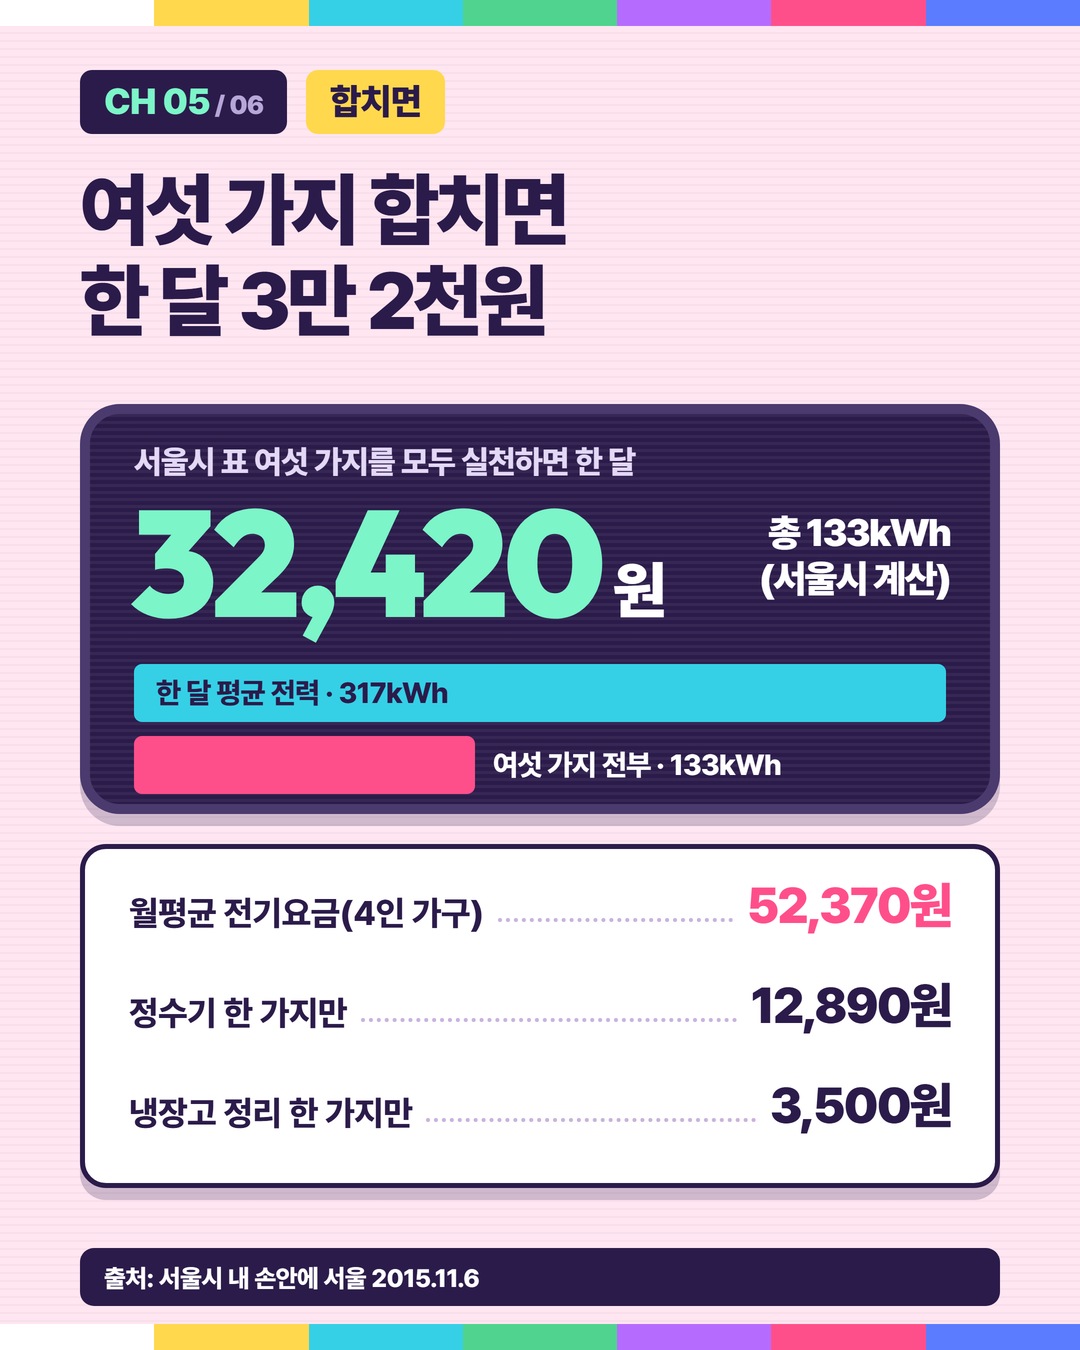 CH 05 / 06
합치면
여섯 가지 합치면
한 달 3만 2천원
서울시 표 여섯 가지를 모두 실천하면 한 달
32,420 원
총 133kWh
(서울시 계산)
한 달 평균 전력 · 317kWh
여섯 가지 전부 · 133kWh
월평균 전기요금(4인 가구) 52,370원
정수기 한 가지만 12,890원
냉장고 정리 한 가지만 3,500원
출처: 서울시 내 손안에 서울 2015.11.6